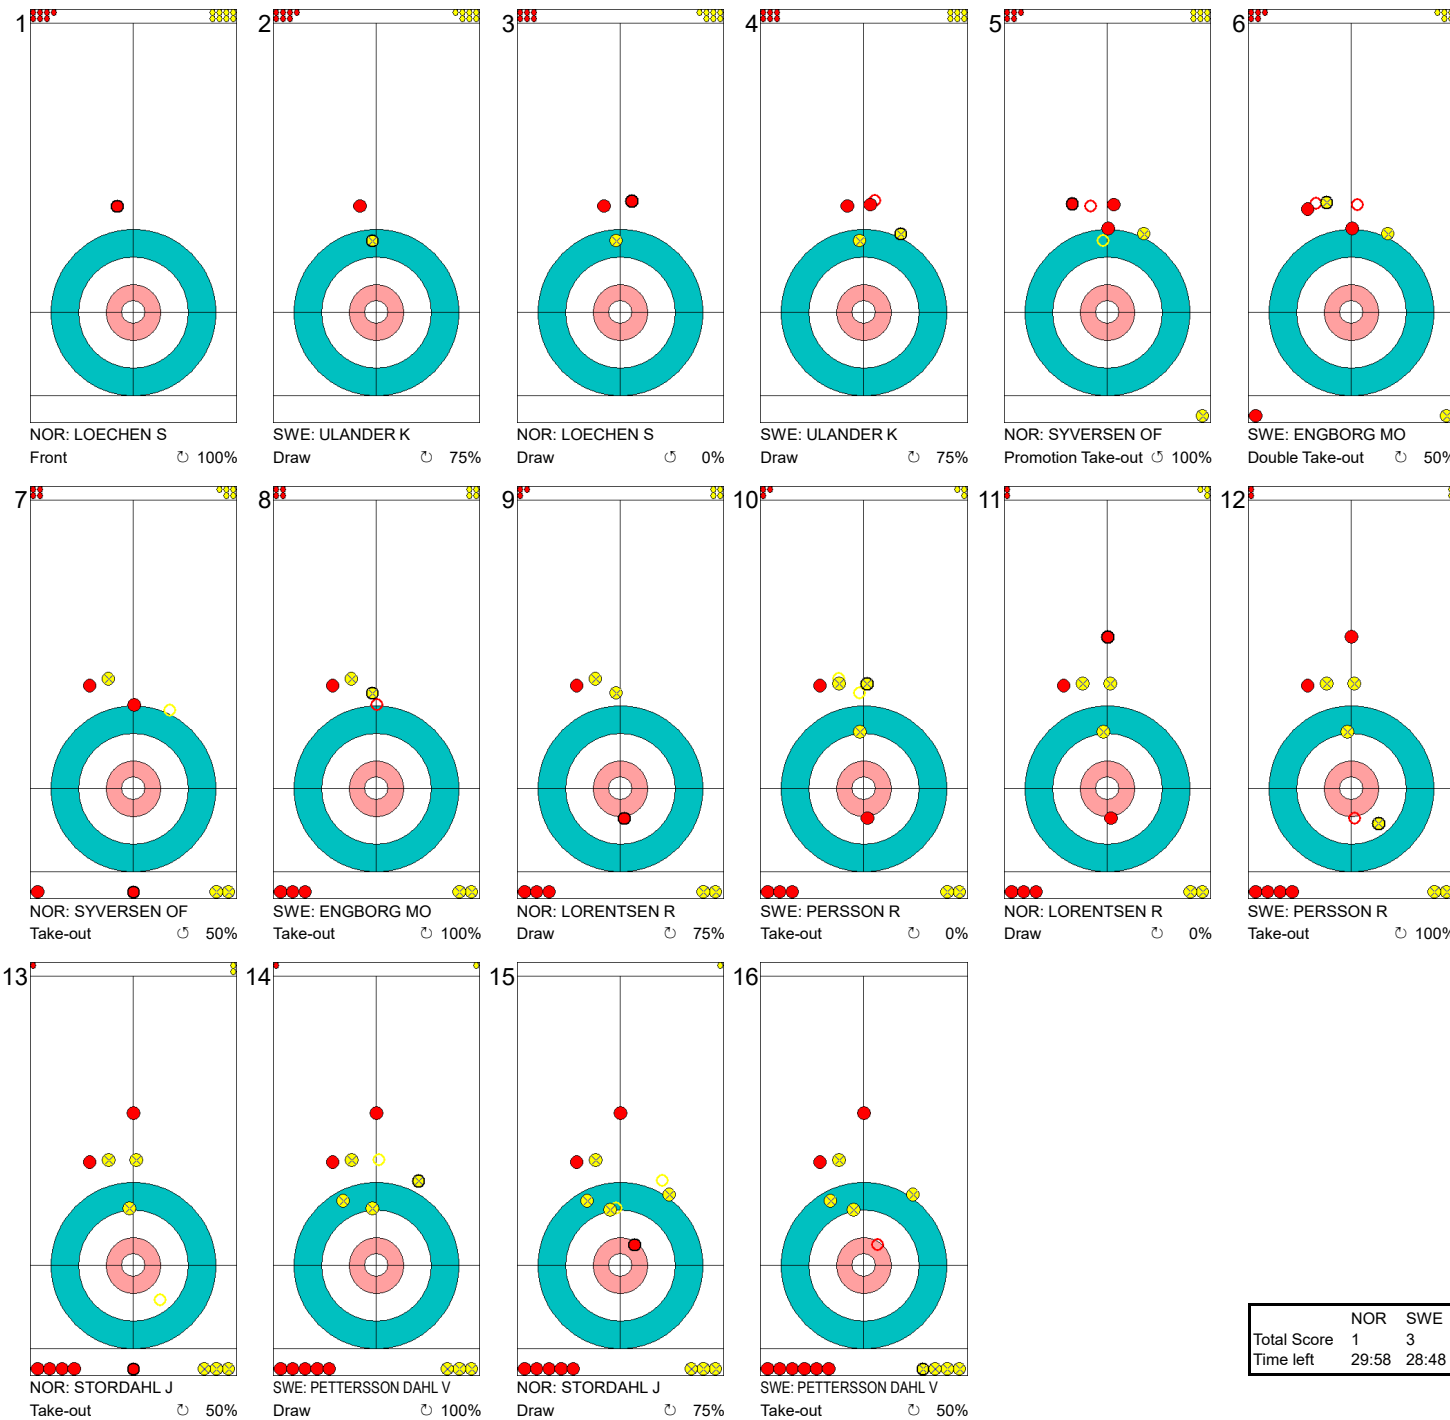 1
2
3
4
5
6
NOR: LOECHEN S
Front ↻ 100%
SWE: ULANDER K
Draw ↻ 75%
NOR: LOECHEN S
Draw ↺ 0%
SWE: ULANDER K
Draw ↻ 75%
NOR: SYVERSEN OF
Promotion Take-out ↺ 100%
SWE: ENGBORG MO
Double Take-out ↻ 50%
7
8
9
10
11
12
NOR: SYVERSEN OF
Take-out ↺ 50%
SWE: ENGBORG MO
Take-out ↻ 100%
NOR: LORENTSEN R
Draw ↻ 75%
SWE: PERSSON R
Take-out ↻ 0%
NOR: LORENTSEN R
Draw ↻ 0%
SWE: PERSSON R
Take-out ↻ 100%
13
14
15
16
NOR: STORDAHL J
Take-out ↻ 50%
SWE: PETTERSSON DAHL V
Draw ↻ 100%
NOR: STORDAHL J
Draw ↻ 75%
SWE: PETTERSSON DAHL V
Take-out ↻ 50%
NOR SWE
Total Score 1 3
Time left 29:58 28:48